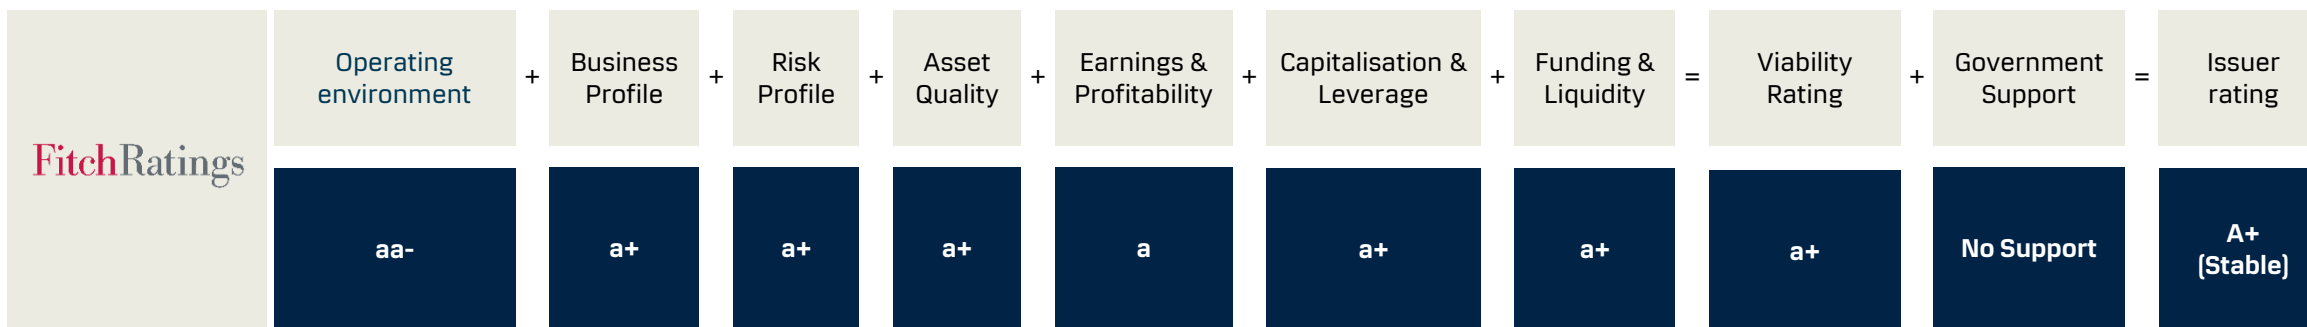 FitchRatings
Operating
environment
+
Business
Profile
+
Risk
Profile
+
Asset
Quality
+
Earnings &
Profitability
+
Capitalisation &
Leverage
+
Funding &
Liquidity
=
Viability
Rating
+
Government
Support
=
Issuer
rating
aa-
a+
a+
a+
a
a+
a+
a+
No Support
A+
(Stable)